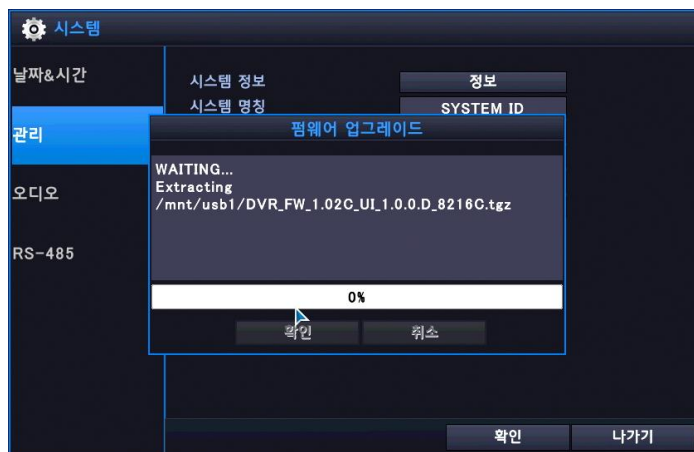 시스템
날짜&시간
관리
오디오
RS-485
시스템 정보 정보
시스템 명칭 SYSTEM ID
펌웨어 업그레이드
WAITING...
Extracting
/mnt/usb1/DVR_FW_1.02C_UI_1.0.0.D_8216C.tgz
0%
확인 취소
확인 나가기